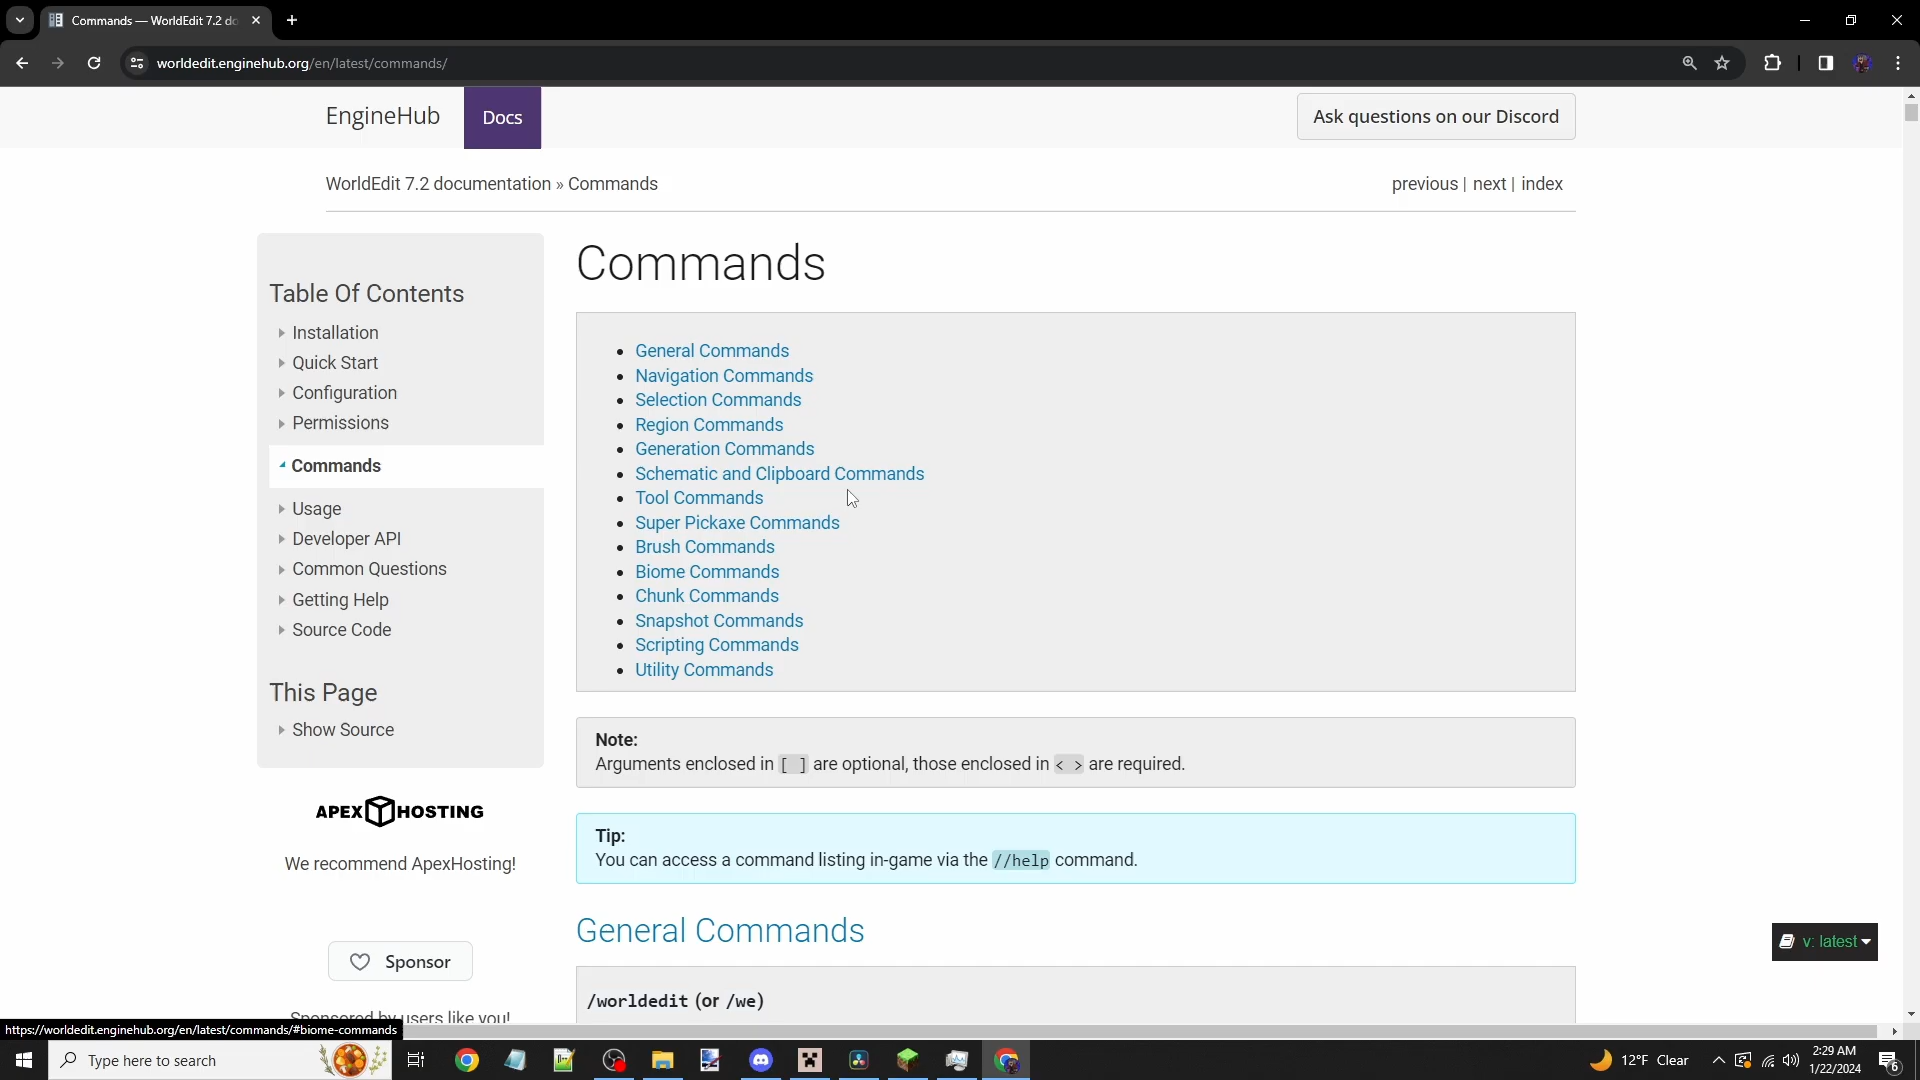 Commands — WorldEdit 7.2 do
worldedit.enginehub.org/en/latest/commands/
EngineHub
Docs
Ask questions on our Discord
WorldEdit 7.2 documentation » Commands
previous | next | index
Table Of Contents
Installation
Quick Start
Configuration
Permissions
Commands
Usage
Developer API
Common Questions
Getting Help
Source Code
This Page
Show Source
APEX HOSTING
We recommend ApexHosting!
Sponsor
Sponsored by users like you!
Commands
General Commands
Navigation Commands
Selection Commands
Region Commands
Generation Commands
Schematic and Clipboard Commands
Tool Commands
Super Pickaxe Commands
Brush Commands
Biome Commands
Chunk Commands
Snapshot Commands
Scripting Commands
Utility Commands
Note:
Arguments enclosed in [ ] are optional, those enclosed in < > are required.
Tip:
You can access a command listing in-game via the //help command.
General Commands
/worldedit (or /we)
v: latest
https://worldedit.enginehub.org/en/latest/commands/#biome-commands
Type here to search
12°F Clear
2:29 AM
1/22/2024
6